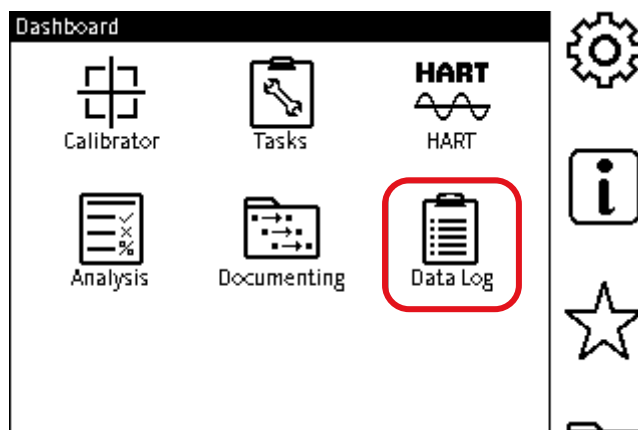 Dashboard
HART
Calibrator
Tasks
HART
Analysis
Documenting
Data Log